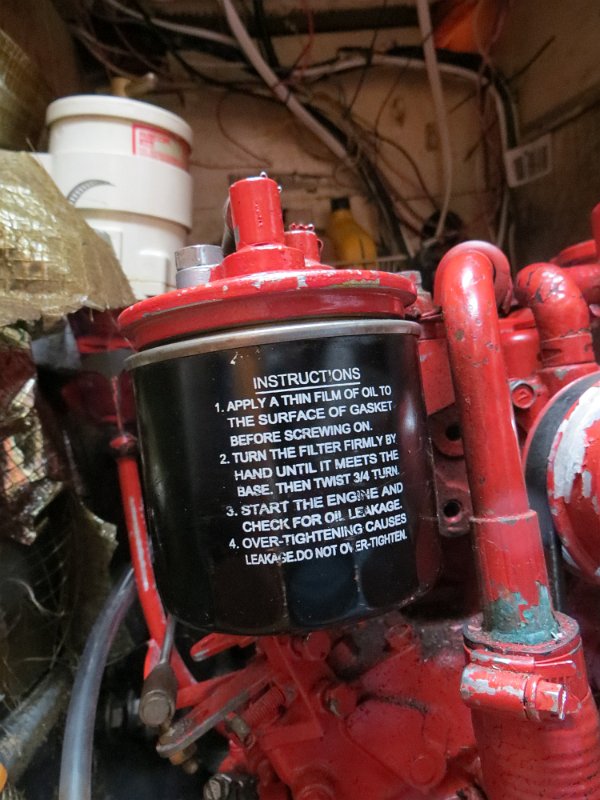 INSTRUCT'ONS
1. APPLY A THIN FILM OF OIL TO
THE SURFACE OF GASKET
BEFORE SCREWING ON.
2. TURN THE FILTER FIRMLY BY
HAND UNTIL IT MEETS THE
BASE. THEN TWIST 3/4 TURN.
3. START THE ENGINE AND
CHECK FOR OIL LEAKAGE.
4. OVER-TIGHTENING CAUSES
LEAKAGE.DO NOT OVER-TIGHTEN.